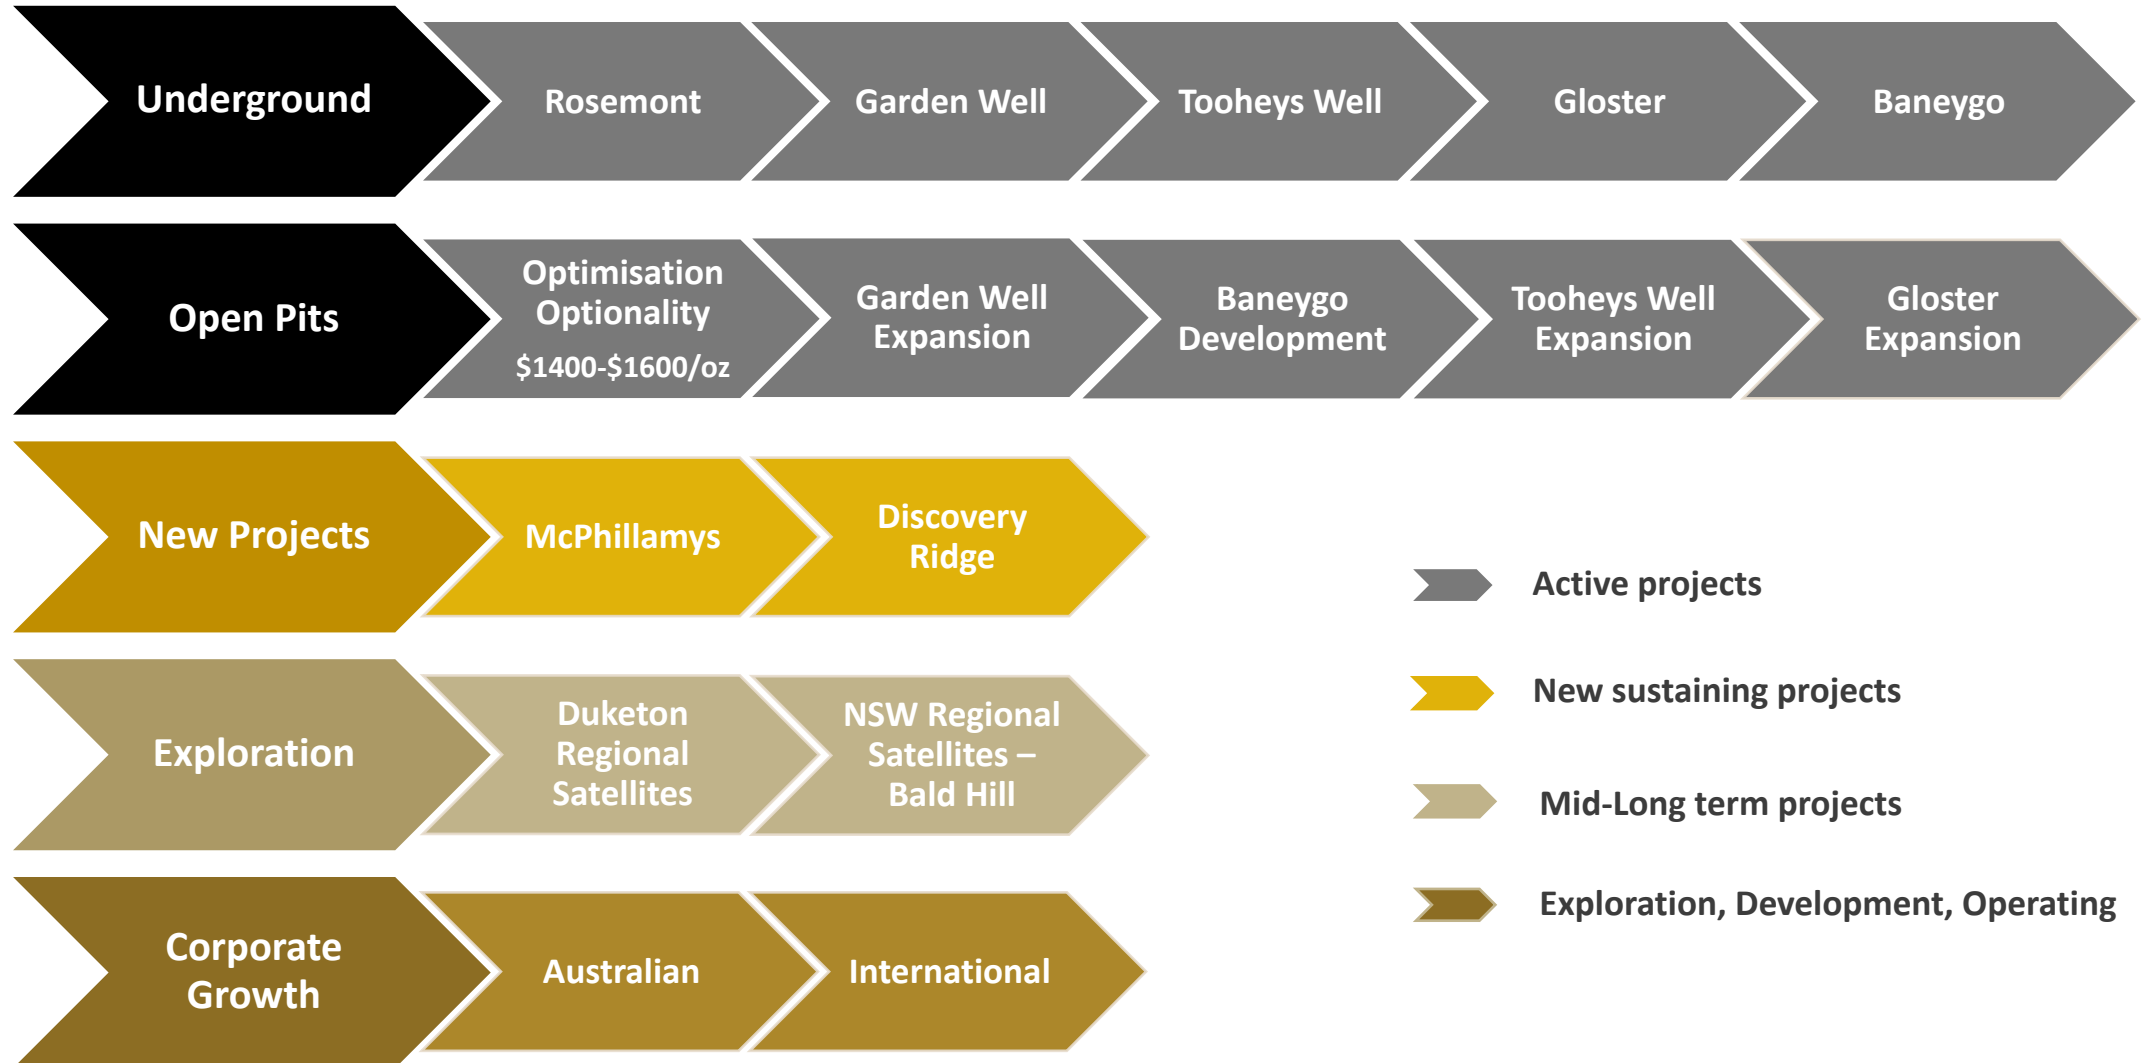 Underground
Rosemont
Garden Well
Tooheys Well
Gloster
Baneygo
Open Pits
Optimisation
Optionality
$1400-$1600/oz
Garden Well
Expansion
Baneygo
Development
Tooheys Well
Expansion
Gloster
Expansion
New Projects
McPhillamys
Discovery
Ridge
Exploration
Duketon
Regional
Satellites
NSW Regional
Satellites –
Bald Hill
Corporate
Growth
Australian
International
Active projects
New sustaining projects
Mid-Long term projects
Exploration, Development, Operating